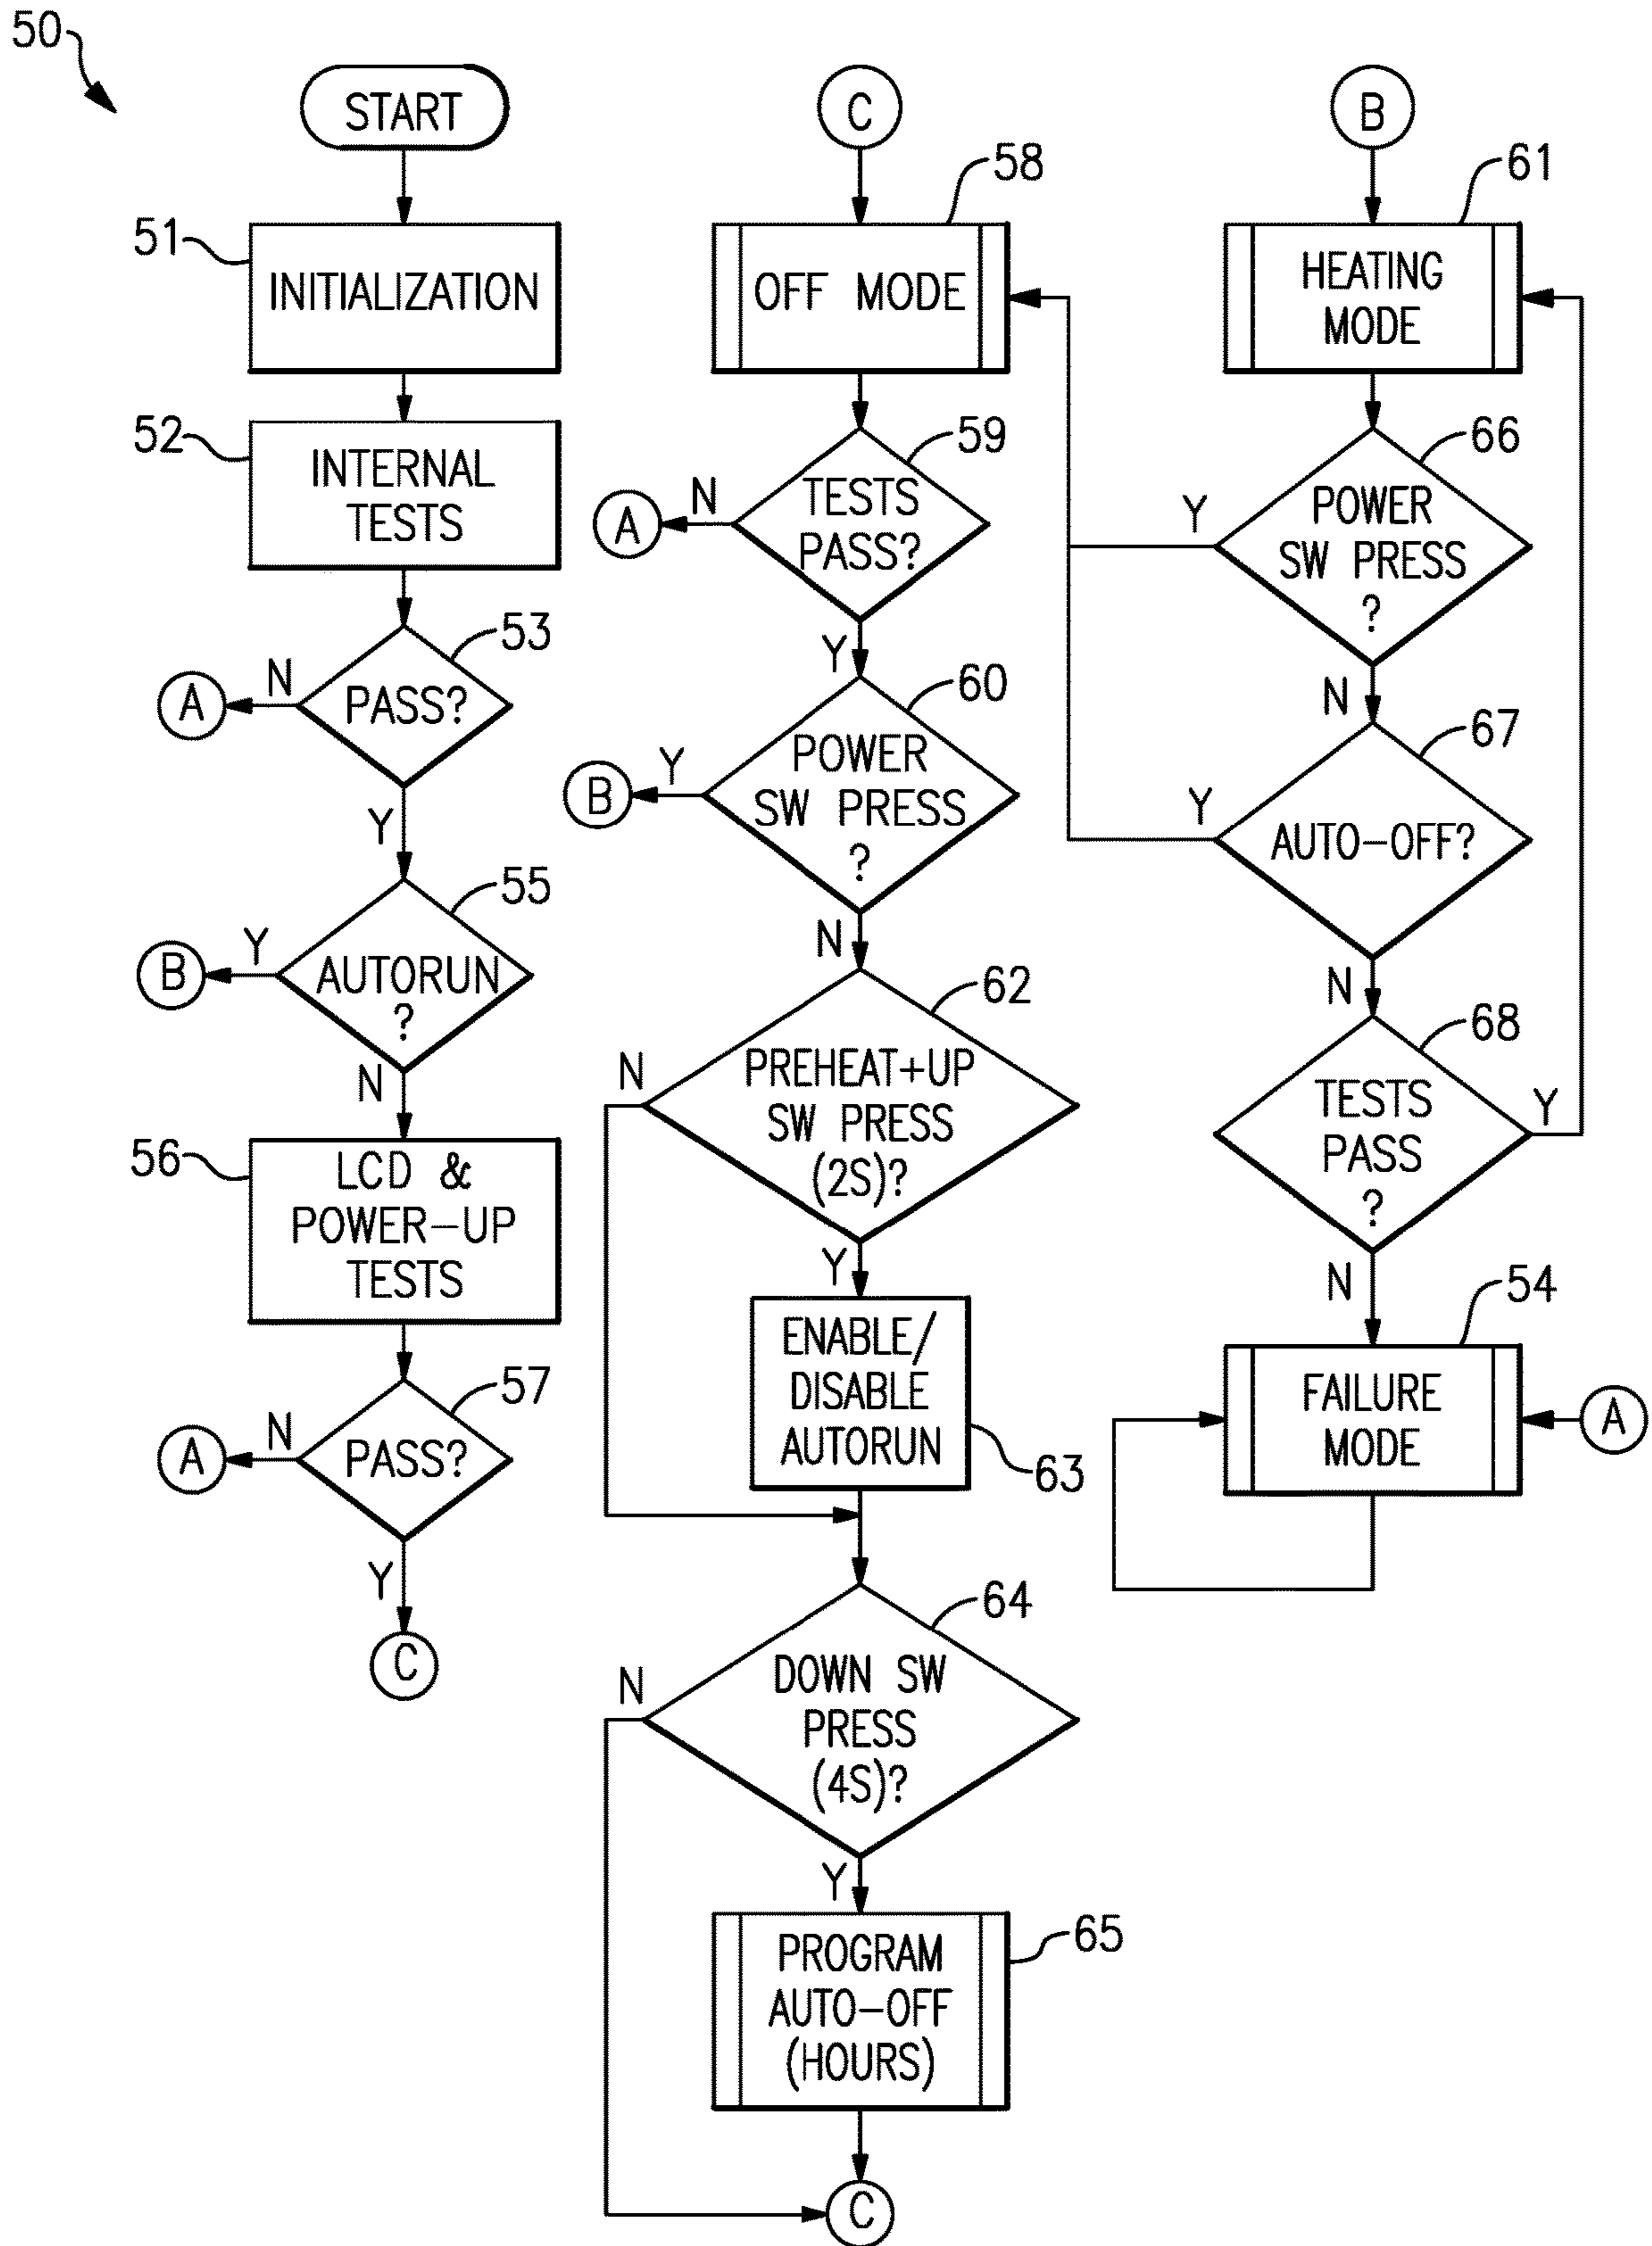 50
START
51
INITIALIZATION
52
INTERNAL
TESTS
53
N
A
PASS?
Y
55
Y
B
AUTORUN
?
N
56
LCD &
POWER-UP
TESTS
57
N
A
PASS?
Y
C
C
58
OFF MODE
59
N
A
TESTS
PASS?
Y
60
Y
B
POWER
SW PRESS
?
N
62
N
PREHEAT+UP
SW PRESS
(2S)?
Y
ENABLE/
DISABLE
AUTORUN
63
64
N
DOWN SW
PRESS
(4S)?
Y
65
PROGRAM
AUTO-OFF
(HOURS)
C
B
61
HEATING
MODE
66
Y
POWER
SW PRESS
?
N
67
Y
AUTO-OFF?
N
68
TESTS
PASS
?
Y
N
54
FAILURE
MODE
A